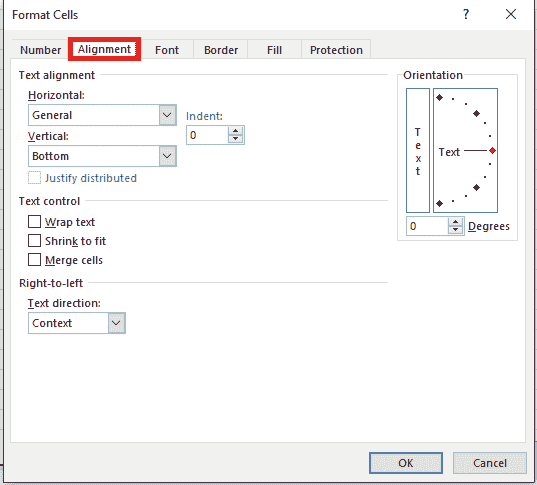 Format Cells
?
Number Alignment Font Border Fill Protection
Text alignment
Horizontal:
General
Indent:
0
Vertical:
Bottom
Justify distributed
Text control
Wrap text
Shrink to fit
Merge cells
Right-to-left
Text direction:
Context
Orientation
Text
Text
0 Degrees
OK Cancel